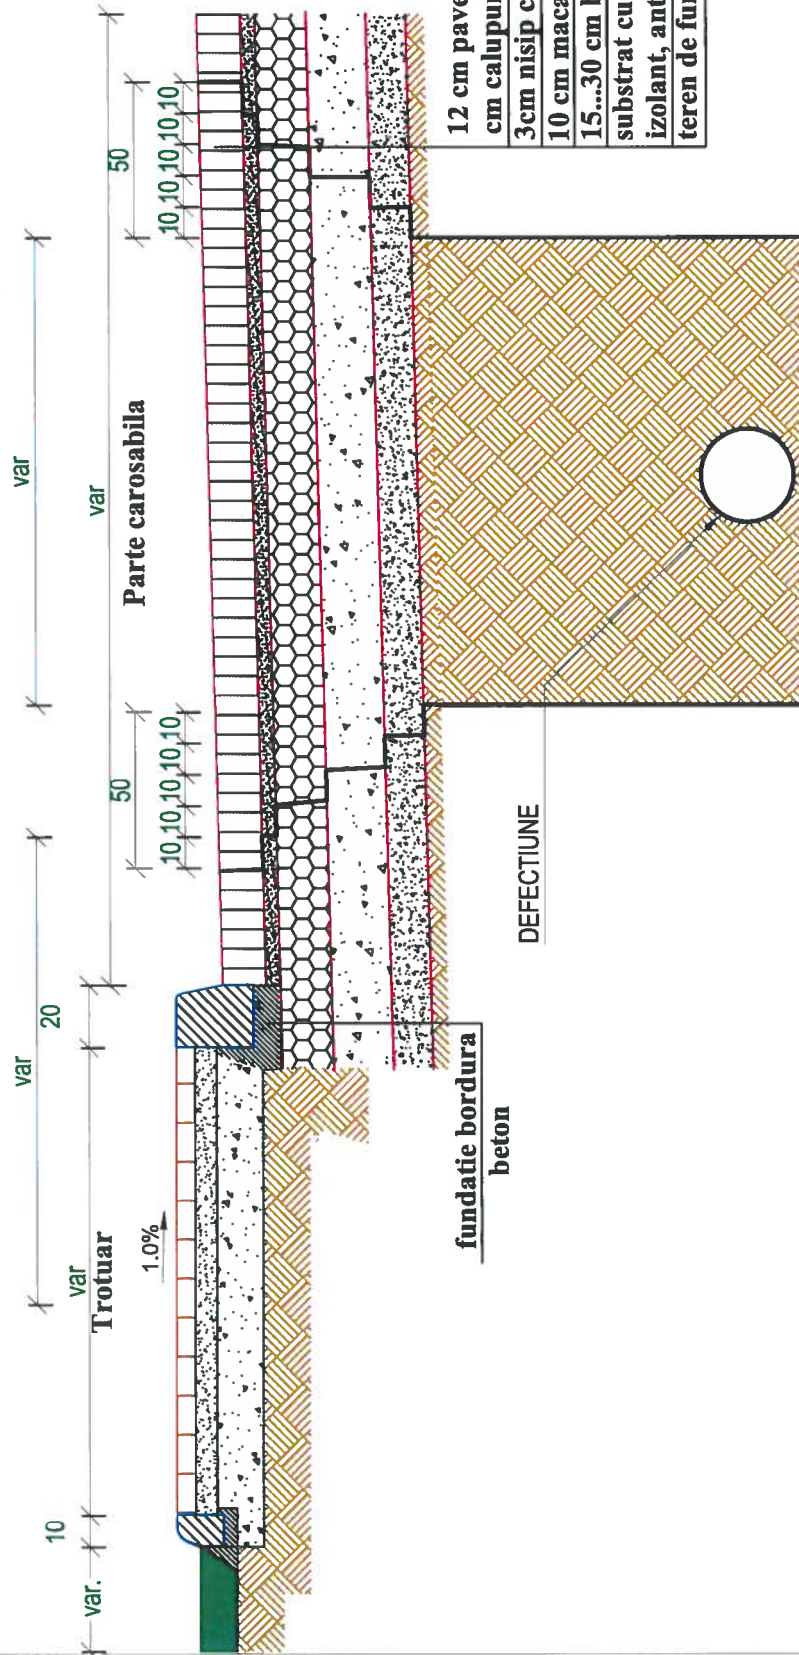 var
var
Parte carosabila
50
10 10 10 10 10
50
10 10 10 10 10
var
20
var
Trotuar
1.0%
10
var.
12 cm pave
cm calupu
3cm nisip
10 cm maca
15..30 cm
substrat cu
izolant, ant
teren de fu
DEFECTIUNE
fundatie bordura
beton